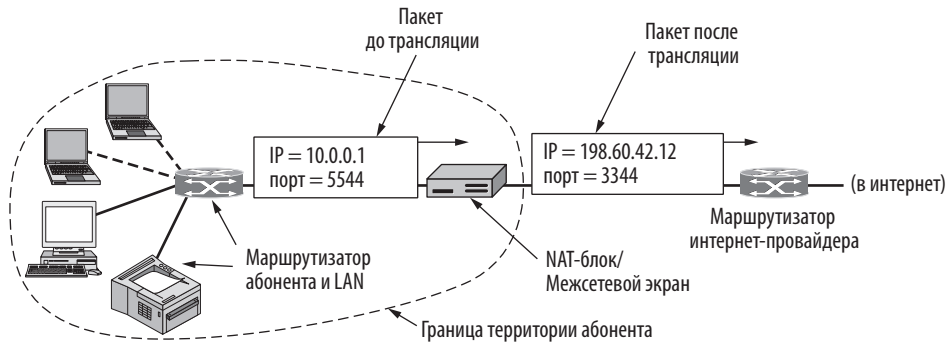 Пакет
до трансляции
Пакет после
трансляции
IP = 10.0.0.1
порт = 5544
IP = 198.60.42.12
порт = 3344
(в интернет)
Маршрутизатор
интернет-провайдера
Маршрутизатор
абонента и LAN
NAT-блок/
Межсетевой экран
Граница территории абонента